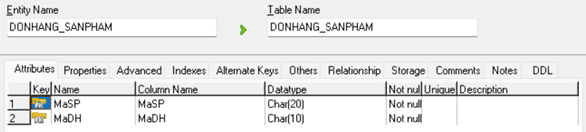 Entity Name Table Name
DONHANG_SANPHAM DONHANG_SANPHAM
Attributes Properties Advanced Indexes Alternate Keys Others Relationship Storage Comments Notes DDL
Key Name Column Name Datatype Not nul Unique Description
1 MaSP MaSP Char(20) Not null
2 MaDH MaDH Char(10) Not null